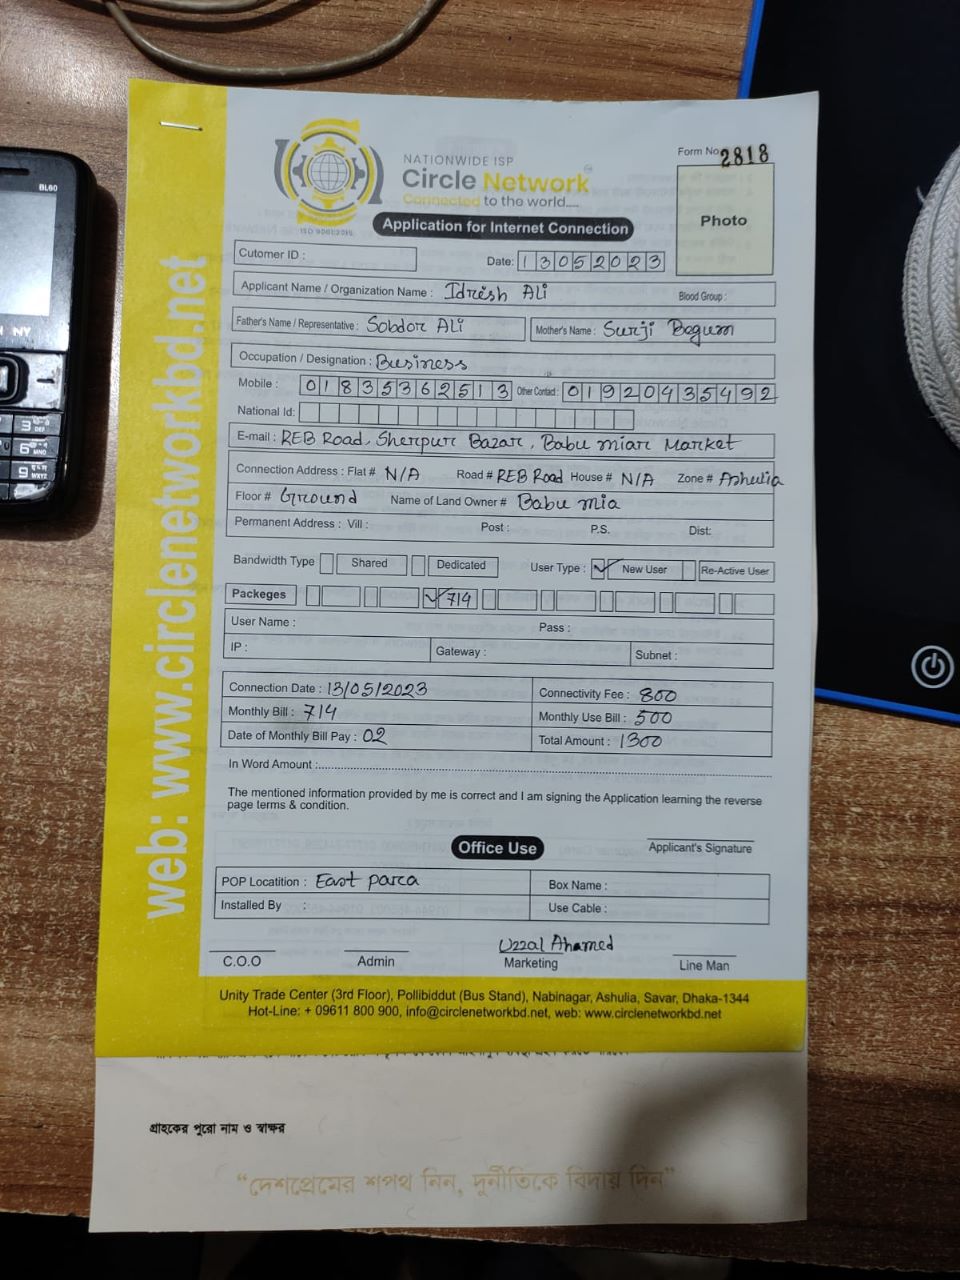 BL60
web: www.circlenetworkbd.net
NATIONWIDE ISP
Circle Network
Connected to the world....
ISO 9001:2015
Form No. 2818
Photo
Application for Internet Connection
Cutomer ID :
Date: 13052023
Applicant Name / Organization Name : Idresh Ali Blood Group :
Father's Name / Representative : Sobdor Ali Mother's Name : Surji Begum
Occupation / Designation : Business
Mobile : 01835362513 Other Contact : 01920435492
National Id:
E-mail : REB Road, Sherpur Bazar, Babu miar Market
Connection Address : Flat # N/A Road # REB Road House # N/A Zone # Ashulia
Floor # Ground Name of Land Owner # Babu mia
Permanent Address : Vill : Post : P.S. Dist:
Bandwidth Type Shared Dedicated User Type : New User Re-Active User
Packeges 714
User Name : Pass :
IP : Gateway : Subnet :
Connection Date : 13/05/2023 Connectivity Fee : 800
Monthly Bill : 714 Monthly Use Bill : 500
Date of Monthly Bill Pay : 02 Total Amount : 1300
In Word Amount :
The mentioned information provided by me is correct and I am signing the Application learning the reverse
page terms & condition.
Office Use
Applicant's Signature
POP Locatition : East para Box Name :
Installed By : Use Cable :
Uzzal Ahamed
C.O.O Admin Marketing Line Man
Unity Trade Center (3rd Floor), Pollibiddut (Bus Stand), Nabinagar, Ashulia, Savar, Dhaka-1344
Hot-Line: + 09611 800 900, info@circlenetworkbd.net, web: www.circlenetworkbd.net
গ্রাহকের পুরো নাম ও স্বাক্ষর
“দেশপ্রেমের শপথ নিন, দুর্নীতিকে বিদায় দিন”